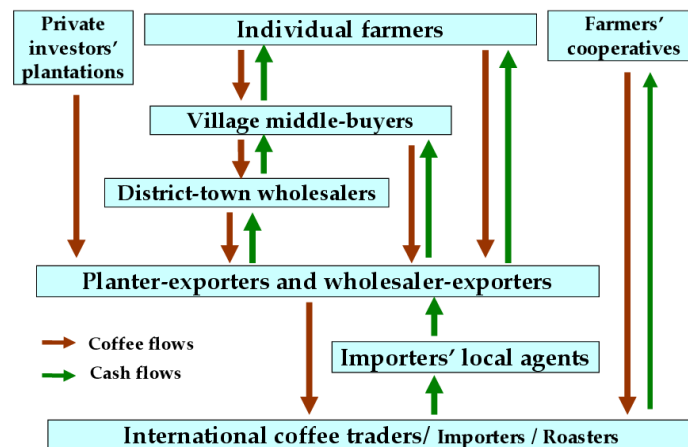 Private
investors'
plantations
Individual farmers
Farmers'
cooperatives
Village middle-buyers
District-town wholesalers
Planter-exporters and wholesaler-exporters
Coffee flows
Cash flows
Importers' local agents
International coffee traders/ Importers / Roasters